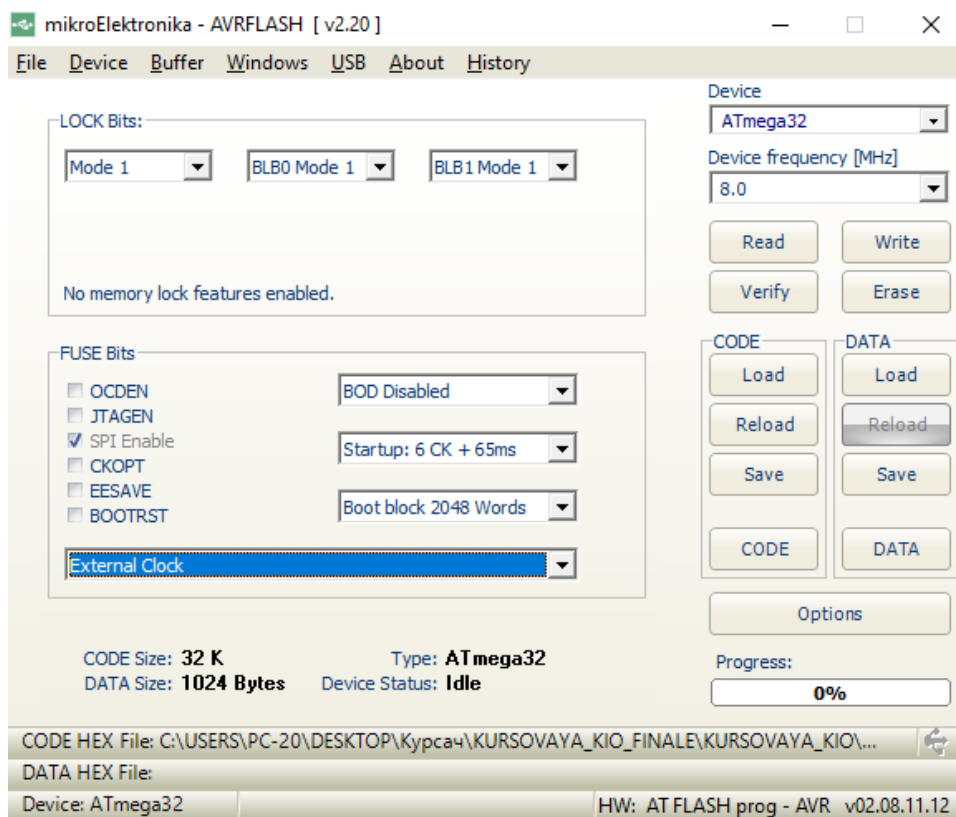 mikroElektronika - AVRFLASH [ v2.20 ]
File Device Buffer Windows USB About History
LOCK Bits:
Mode 1
BLB0 Mode 1
BLB1 Mode 1
No memory lock features enabled.
FUSE Bits
OCDEN
JTAGEN
SPI Enable
CKOPT
EESAVE
BOOTRST
BOD Disabled
Startup: 6 CK + 65ms
Boot block 2048 Words
External Clock
CODE Size: 32 K
Type: ATmega32
DATA Size: 1024 Bytes
Device Status: Idle
Device
ATmega32
Device frequency [MHz]
8.0
Read
Write
Verify
Erase
CODE
DATA
Load
Load
Reload
Reload
Save
Save
CODE
DATA
Options
Progress:
0%
CODE HEX File: C:\USERS\PC-20\DESKTOP\Курсач\KURSOVAYA_KIO_FINALE\KURSOVAYA_KIO\...
DATA HEX File:
Device: ATmega32
HW: AT FLASH prog - AVR v02.08.11.12